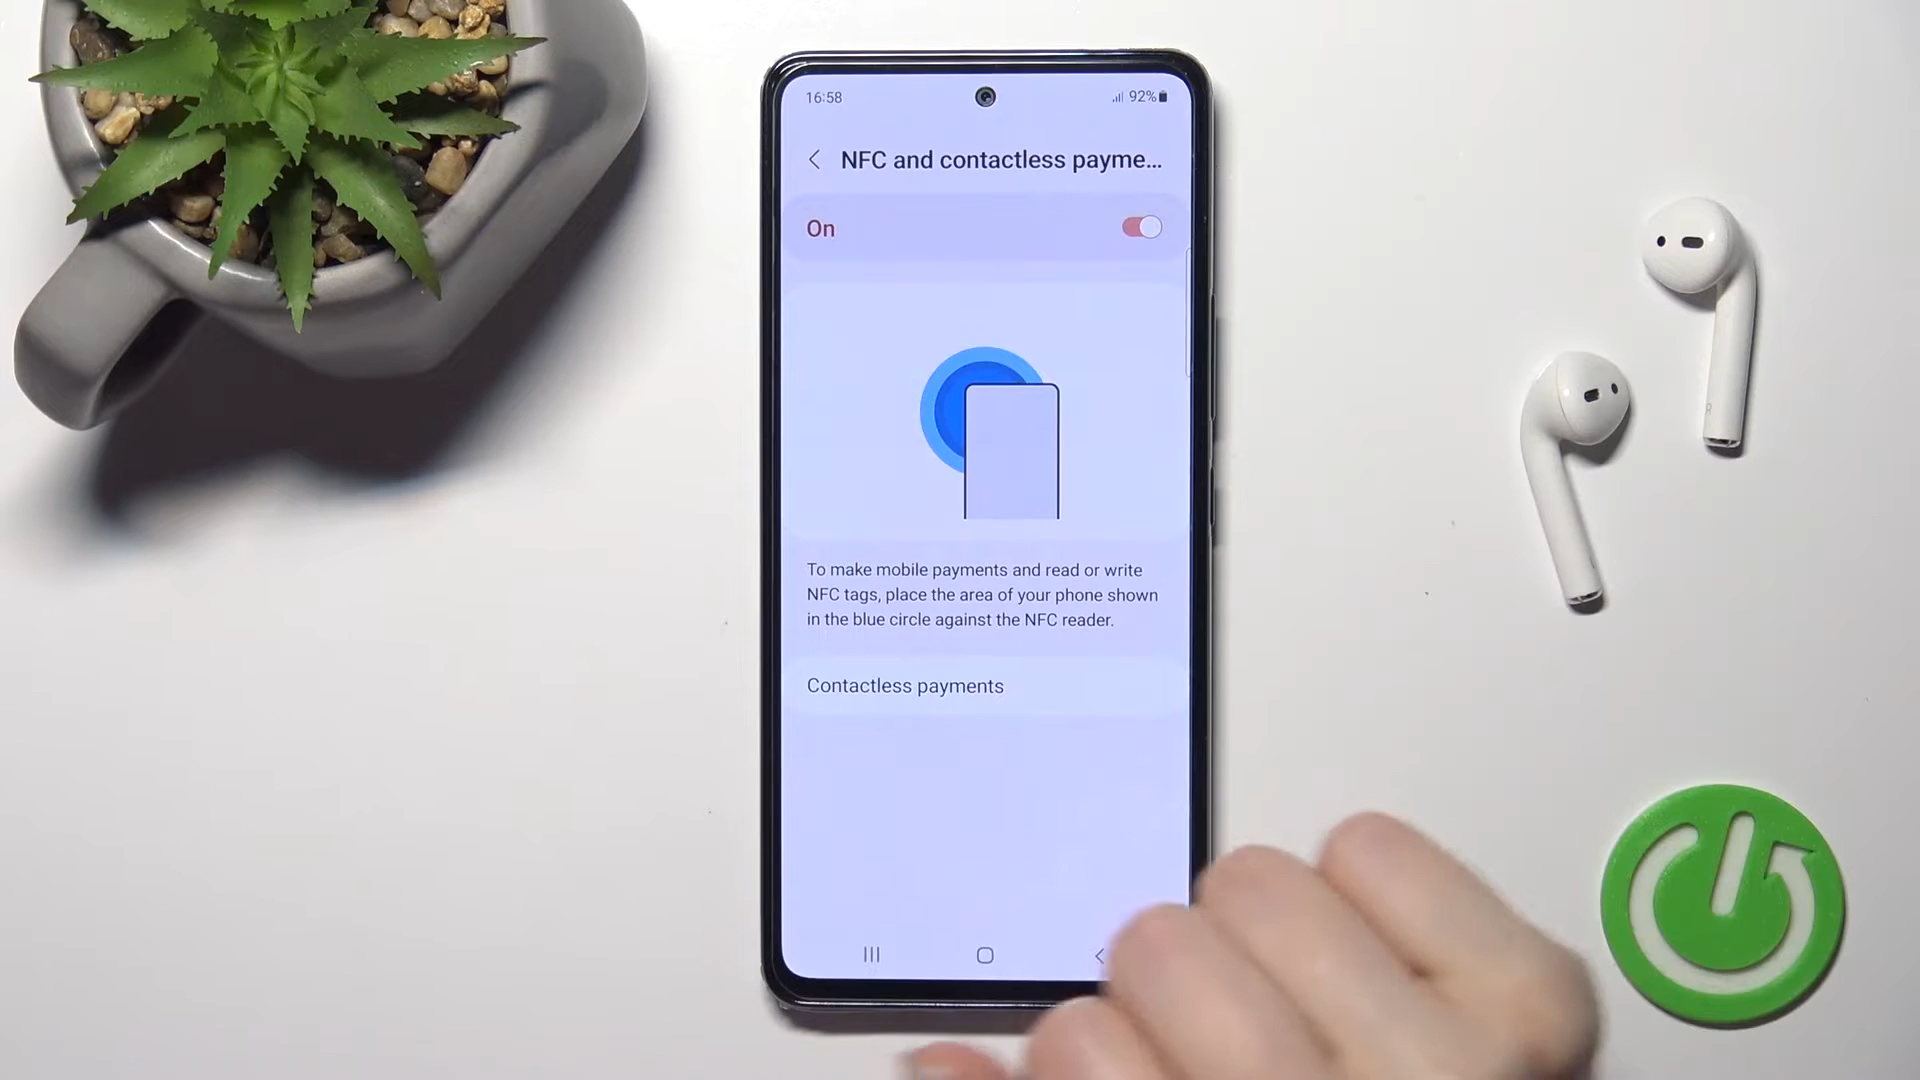 16:58
92%
NFC and contactless payme...
On
To make mobile payments and read or write
NFC tags, place the area of your phone shown
in the blue circle against the NFC reader.
Contactless payments
R